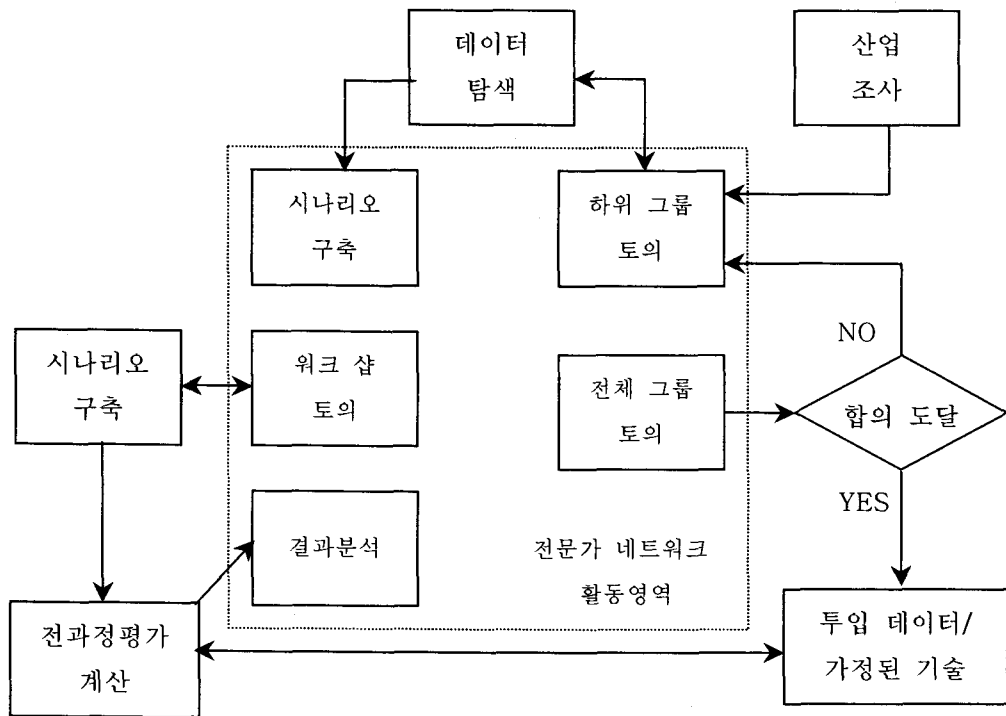 데이터
탐색
산업
조사
시나리오
구축
하위 그룹
토의
시나리오
구축
워크 샵
토의
전체 그룹
토의
NO
합의 도달
YES
결과분석
전문가 네트워크
활동영역
전과정평가
계산
투입 데이터/
가정된 기술